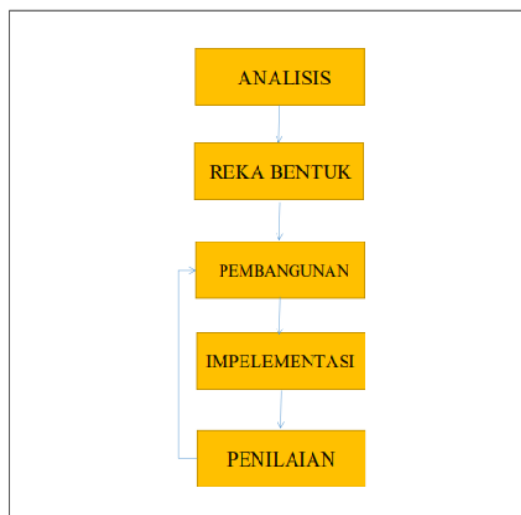 ANALISIS
REKA BENTUK
PEMBANGUNAN
IMPELEMENTASI
PENILAIAN